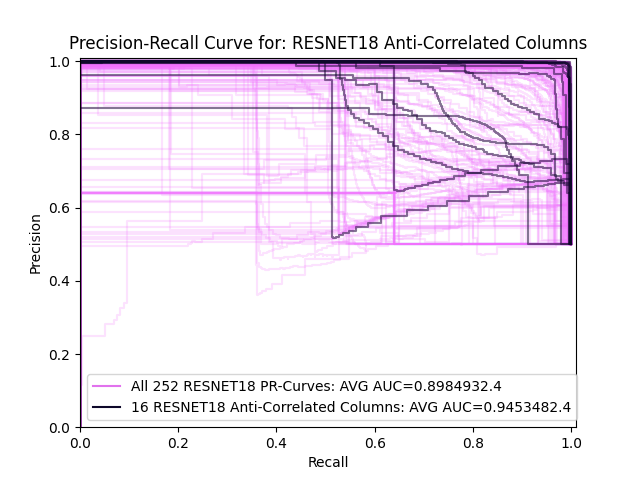 Precision-Recall Curve for: RESNET18 Anti-Correlated Columns
1.0
0.8
0.6
0.4
0.2
0.0
Precision
All 252 RESNET18 PR-Curves: AVG AUC=0.8984932.4
16 RESNET18 Anti-Correlated Columns: AVG AUC=0.9453482.4
0.0 0.2 0.4 0.6 0.8 1.0
Recall